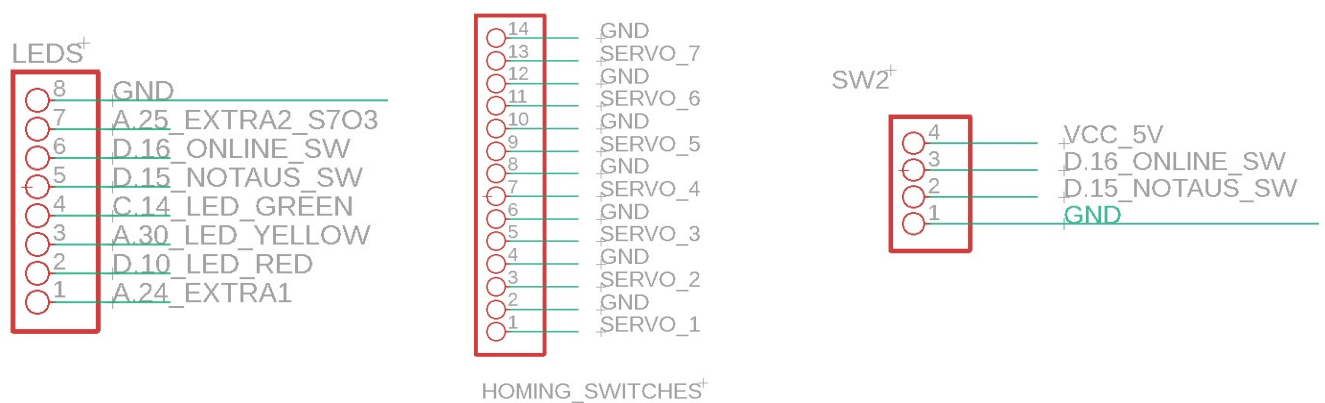 LEDS
8 GND
7 A.25_EXTRA2_S7O3
6 D.16_ONLINE_SW
5 D.15_NOTAUS_SW
4 C.14_LED_GREEN
3 A.30_LED_YELLOW
2 D.10_LED_RED
1 A.24_EXTRA1
14 GND
13 SERVO_7
12 GND
11 SERVO_6
10 GND
9 SERVO_5
8 GND
7 SERVO_4
6 GND
5 SERVO_3
4 GND
3 SERVO_2
2 GND
1 SERVO_1
HOMING_SWITCHES
SW2
4 VCC_5V
3 D.16_ONLINE_SW
2 D.15_NOTAUS_SW
1 GND